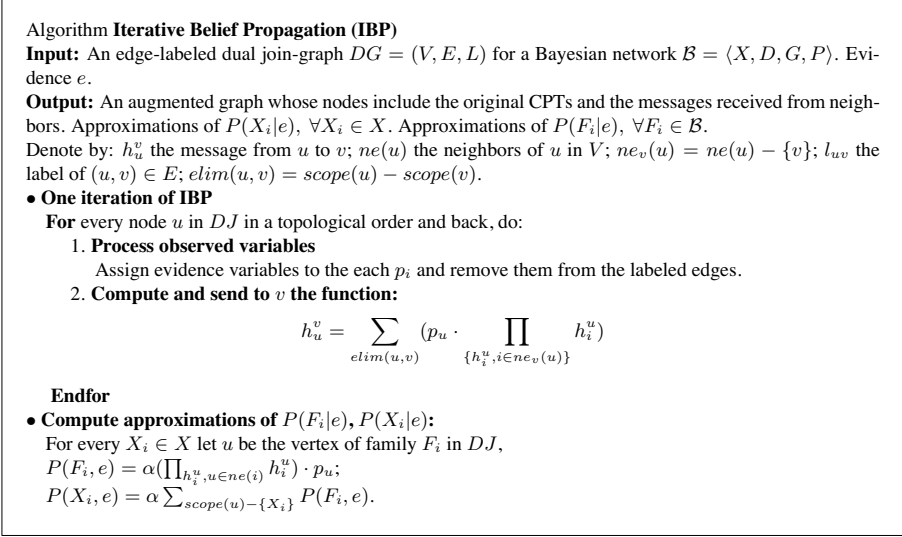 Algorithm Iterative Belief Propagation (IBP)
Input: An edge-labeled dual join-graph DG = (V, E, L) for a Bayesian network ℬ = ⟨X, D, G, P⟩. Evi-
dence e.
Output: An augmented graph whose nodes include the original CPTs and the messages received from neigh-
bors. Approximations of P(X_i|e), ∀X_i ∈ X. Approximations of P(F_i|e), ∀F_i ∈ ℬ.
Denote by: h_u^v the message from u to v; ne(u) the neighbors of u in V; ne_v(u) = ne(u) − {v}; l_{uv} the
label of (u, v) ∈ E; elim(u, v) = scope(u) − scope(v).
• One iteration of IBP
For every node u in DJ in a topological order and back, do:
1. Process observed variables
Assign evidence variables to the each p_i and remove them from the labeled edges.
2. Compute and send to v the function:
h_u^v = ∑_{elim(u,v)} (p_u · ∏_{{h_i^u, i∈ne_v(u)}} h_i^u)
Endfor
• Compute approximations of P(F_i|e), P(X_i|e):
For every X_i ∈ X let u be the vertex of family F_i in DJ,
P(F_i, e) = α(∏_{h_i^u, u∈ne(i)} h_i^u) · p_u;
P(X_i, e) = α ∑_{scope(u)−{X_i}} P(F_i, e).